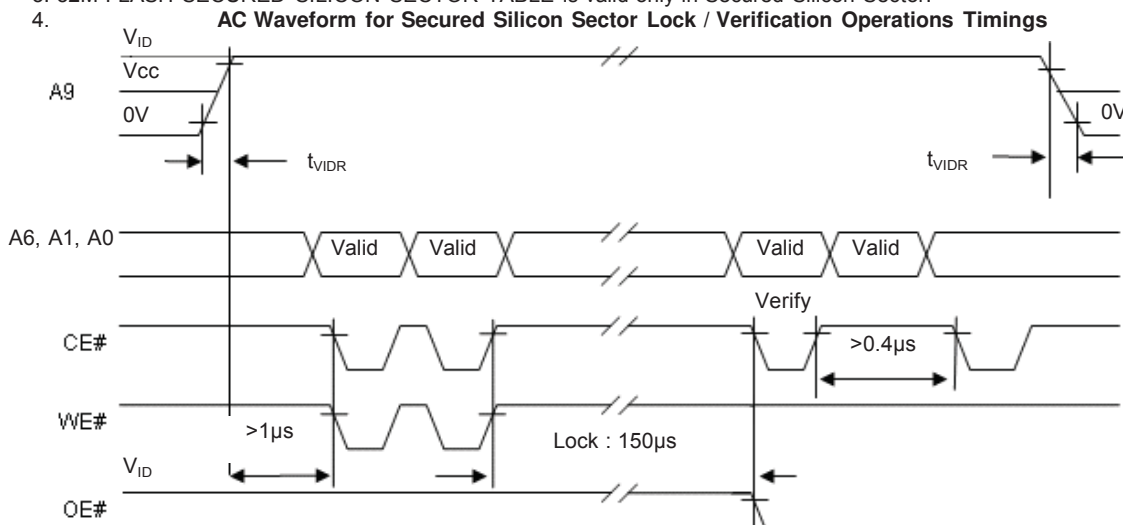 4. AC Waveform for Secured Silicon Sector Lock / Verification Operations Timings
VID
Vcc
A9
0V
0V
tVIDR
tVIDR
A6, A1, A0
Valid
Valid
Valid
Valid
Verify
CE#
>0.4µs
WE#
>1µs
Lock : 150µs
VID
OE#